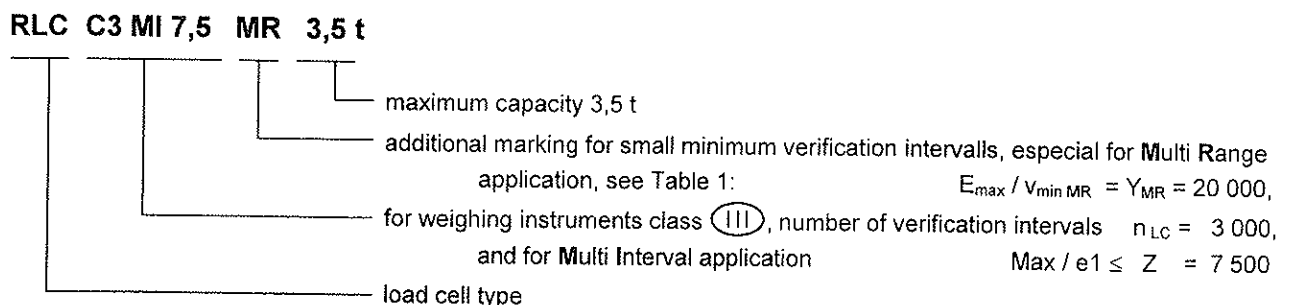 RLC C3 MI 7,5 MR 3,5 t
maximum capacity 3,5 t
additional marking for small minimum verification intervalls, especial for Multi Range
application, see Table 1: Emax / vmin MR = YMR = 20 000,
for weighing instruments class (III), number of verification intervals nLC = 3 000,
and for Multi Interval application Max / e1 ≤ Z = 7 500
load cell type